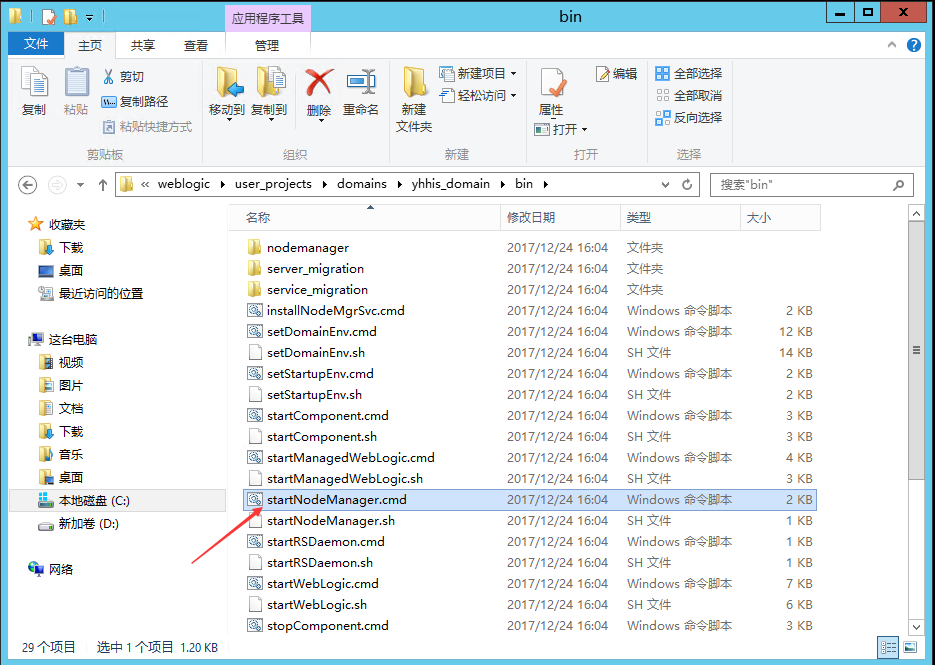 应用程序工具
bin
文件
主页
共享
查看
管理
复制
粘贴
剪切
复制路径
粘贴快捷方式
剪贴板
移动到
复制到
删除
重命名
组织
新建
文件夹
新建项目
轻松访问
新建
属性
打开
编辑
打开
全部选择
全部取消
反向选择
选择
« weblogic user_projects domains yhhis_domain bin
搜索"bin"
收藏夹
下载
桌面
最近访问的位置
这台电脑
视频
图片
文档
下载
音乐
桌面
本地磁盘 (C:)
新加卷 (D:)
网络
名称 修改日期 类型 大小
nodemanager 2017/12/24 16:04 文件夹
server_migration 2017/12/24 16:04 文件夹
service_migration 2017/12/24 16:04 文件夹
installNodeMgrSvc.cmd 2017/12/24 16:04 Windows 命令脚本 2 KB
setDomainEnv.cmd 2017/12/24 16:04 Windows 命令脚本 12 KB
setDomainEnv.sh 2017/12/24 16:04 SH 文件 14 KB
setStartupEnv.cmd 2017/12/24 16:04 Windows 命令脚本 2 KB
setStartupEnv.sh 2017/12/24 16:04 SH 文件 2 KB
startComponent.cmd 2017/12/24 16:04 Windows 命令脚本 3 KB
startComponent.sh 2017/12/24 16:04 SH 文件 3 KB
startManagedWebLogic.cmd 2017/12/24 16:04 Windows 命令脚本 4 KB
startManagedWebLogic.sh 2017/12/24 16:04 SH 文件 3 KB
startNodeManager.cmd 2017/12/24 16:04 Windows 命令脚本 2 KB
startNodeManager.sh 2017/12/24 16:04 SH 文件 1 KB
startRSDaemon.cmd 2017/12/24 16:04 Windows 命令脚本 1 KB
startRSDaemon.sh 2017/12/24 16:04 SH 文件 1 KB
startWebLogic.cmd 2017/12/24 16:04 Windows 命令脚本 7 KB
startWebLogic.sh 2017/12/24 16:04 SH 文件 6 KB
stopComponent.cmd 2017/12/24 16:04 Windows 命令脚本 3 KB
29 个项目 选中 1 个项目 1.20 KB